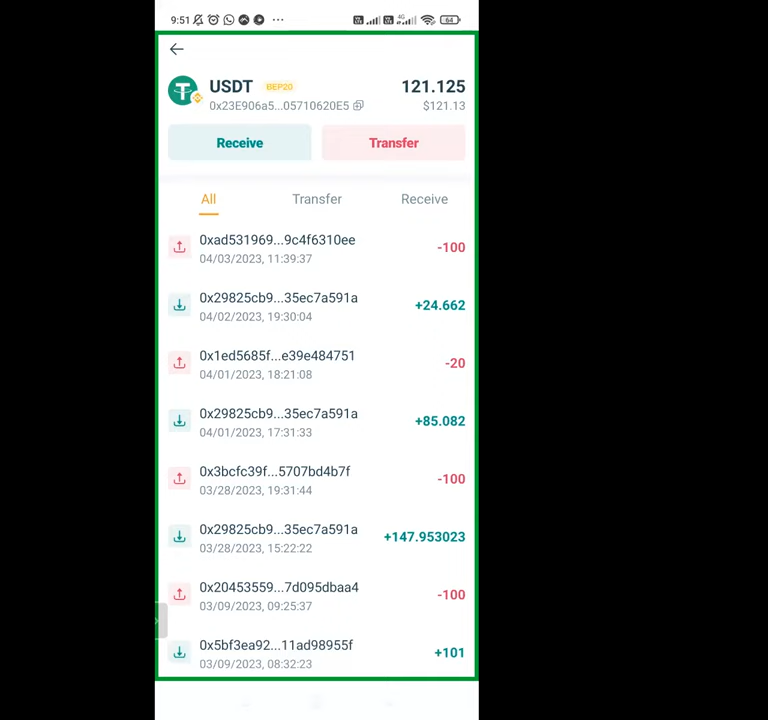 9:51 ... 4G 64
USDT BEP20 121.125
0x23E906a5...05710620E5 $121.13
Receive Transfer
All Transfer Receive
0xad531969...9c4f6310ee -100
04/03/2023, 11:39:37
0x29825cb9...35ec7a591a +24.662
04/02/2023, 19:30:04
0x1ed5685f...e39e484751 -20
04/01/2023, 18:21:08
0x29825cb9...35ec7a591a +85.082
04/01/2023, 17:31:33
0x3bcfc39f...5707bd4b7f -100
03/28/2023, 19:31:44
0x29825cb9...35ec7a591a +147.953023
03/28/2023, 15:22:22
0x20453559...7d095dbaa4 -100
03/09/2023, 09:25:37
0x5bf3ea92...11ad98955f +101
03/09/2023, 08:32:23